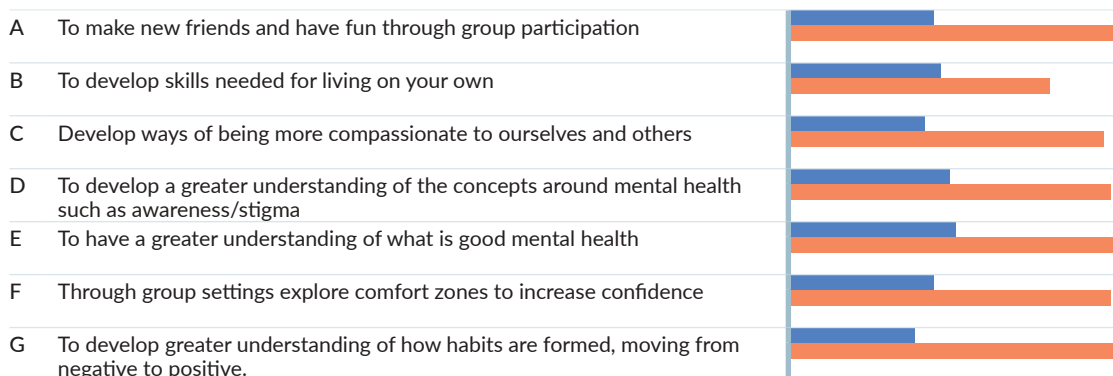 A To make new friends and have fun through group participation
B To develop skills needed for living on your own
C Develop ways of being more compassionate to ourselves and others
D To develop a greater understanding of the concepts around mental health
such as awareness/stigma
E To have a greater understanding of what is good mental health
F Through group settings explore comfort zones to increase confidence
G To develop greater understanding of how habits are formed, moving from
negative to positive.